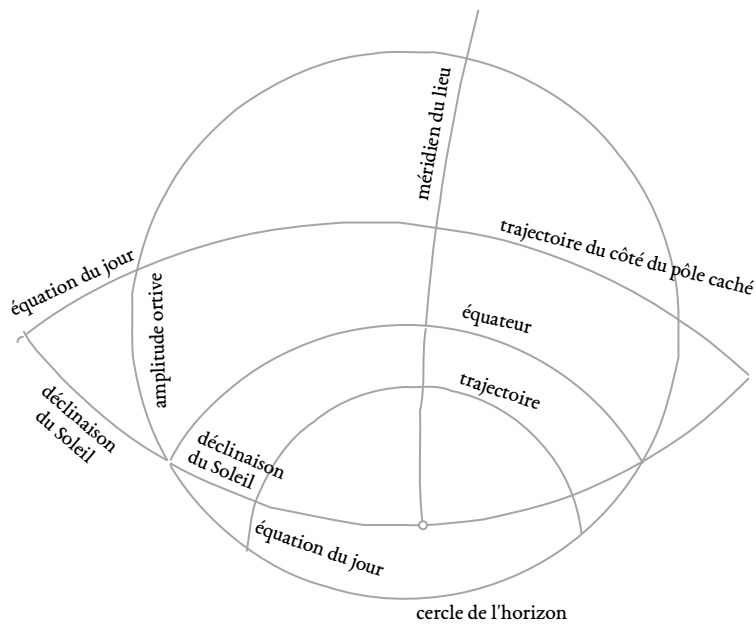 méridien du lieu
trajectoire du côté du pôle caché
équation du jour
amplitude ortive
équateur
trajectoire
déclinaison
du Soleil
déclinaison
du Soleil
équation du jour
cercle de l'horizon